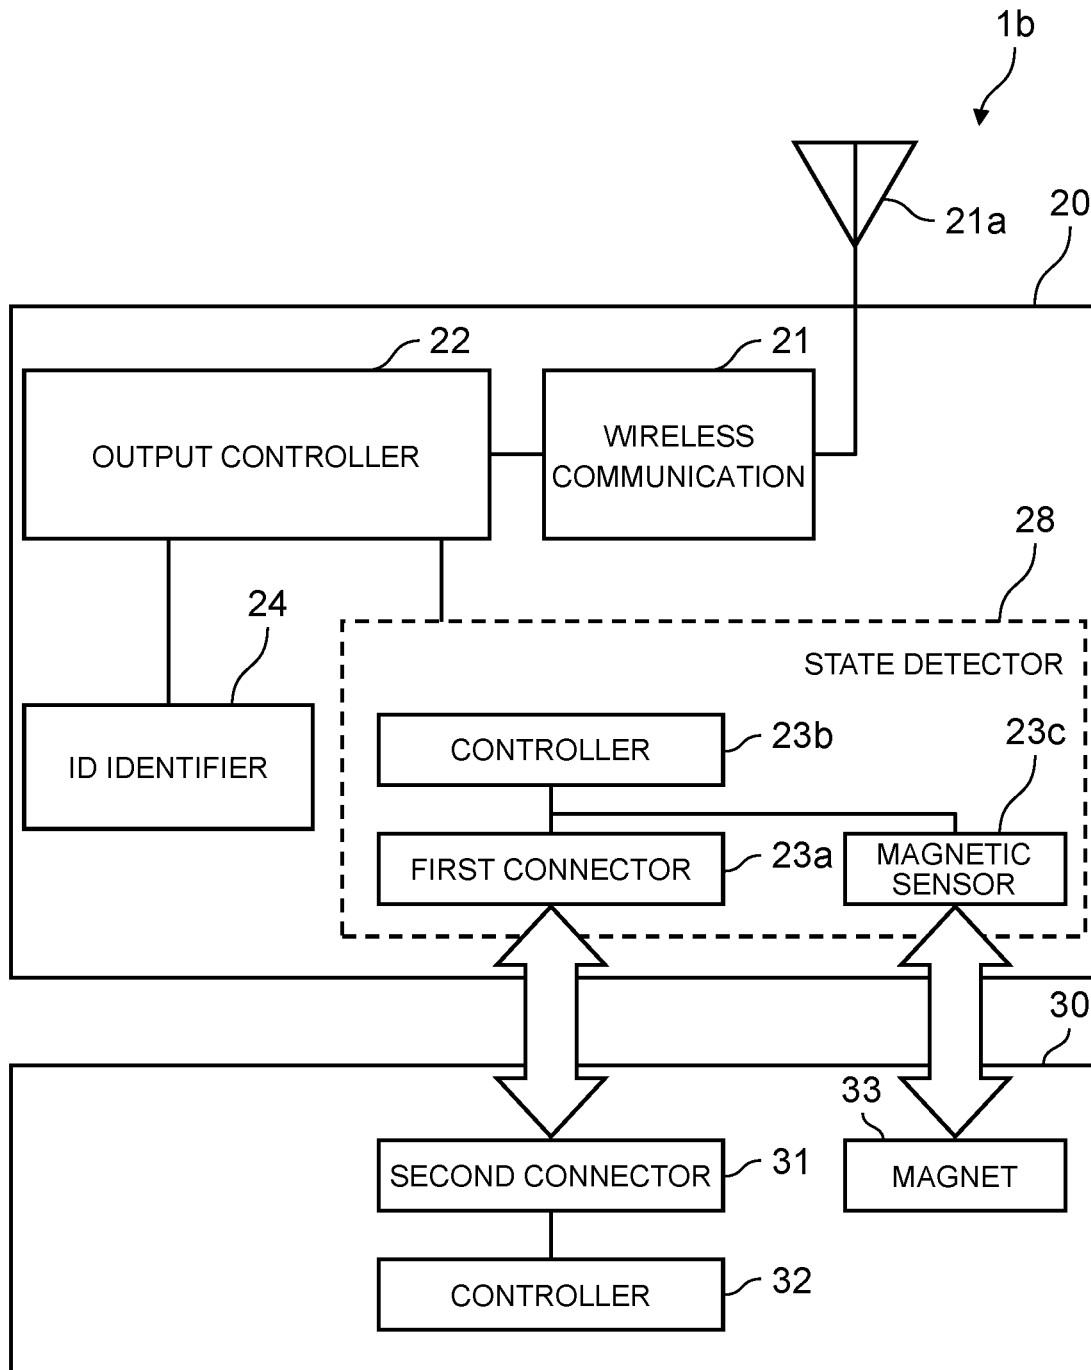 1b
21a
20
22
21
OUTPUT CONTROLLER
WIRELESS
COMMUNICATION
28
24
STATE DETECTOR
ID IDENTIFIER
CONTROLLER
23b
23c
FIRST CONNECTOR
23a
MAGNETIC
SENSOR
30
33
SECOND CONNECTOR
31
MAGNET
CONTROLLER
32